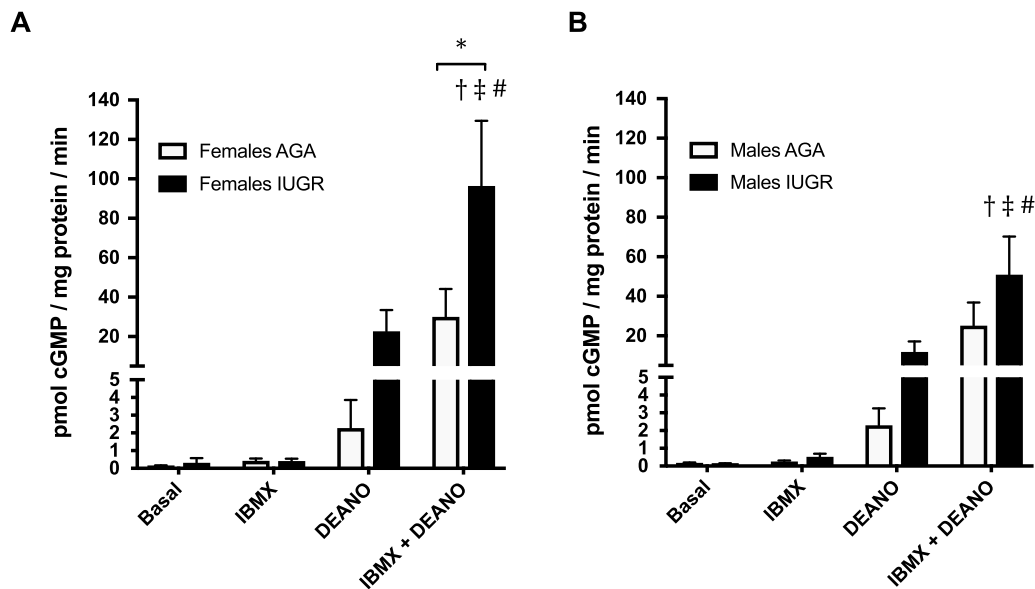 A
*
† ‡ #
pmol cGMP / mg protein / min
140
120
100
80
60
40
20
5
4
3
2
1
0
Females AGA
Females IUGR
Basal
IBMX
DEANO
IBMX + DEANO
B
† ‡ #
pmol cGMP / mg protein / min
140
120
100
80
60
40
20
5
4
3
2
1
0
Males AGA
Males IUGR
Basal
IBMX
DEANO
IBMX + DEANO